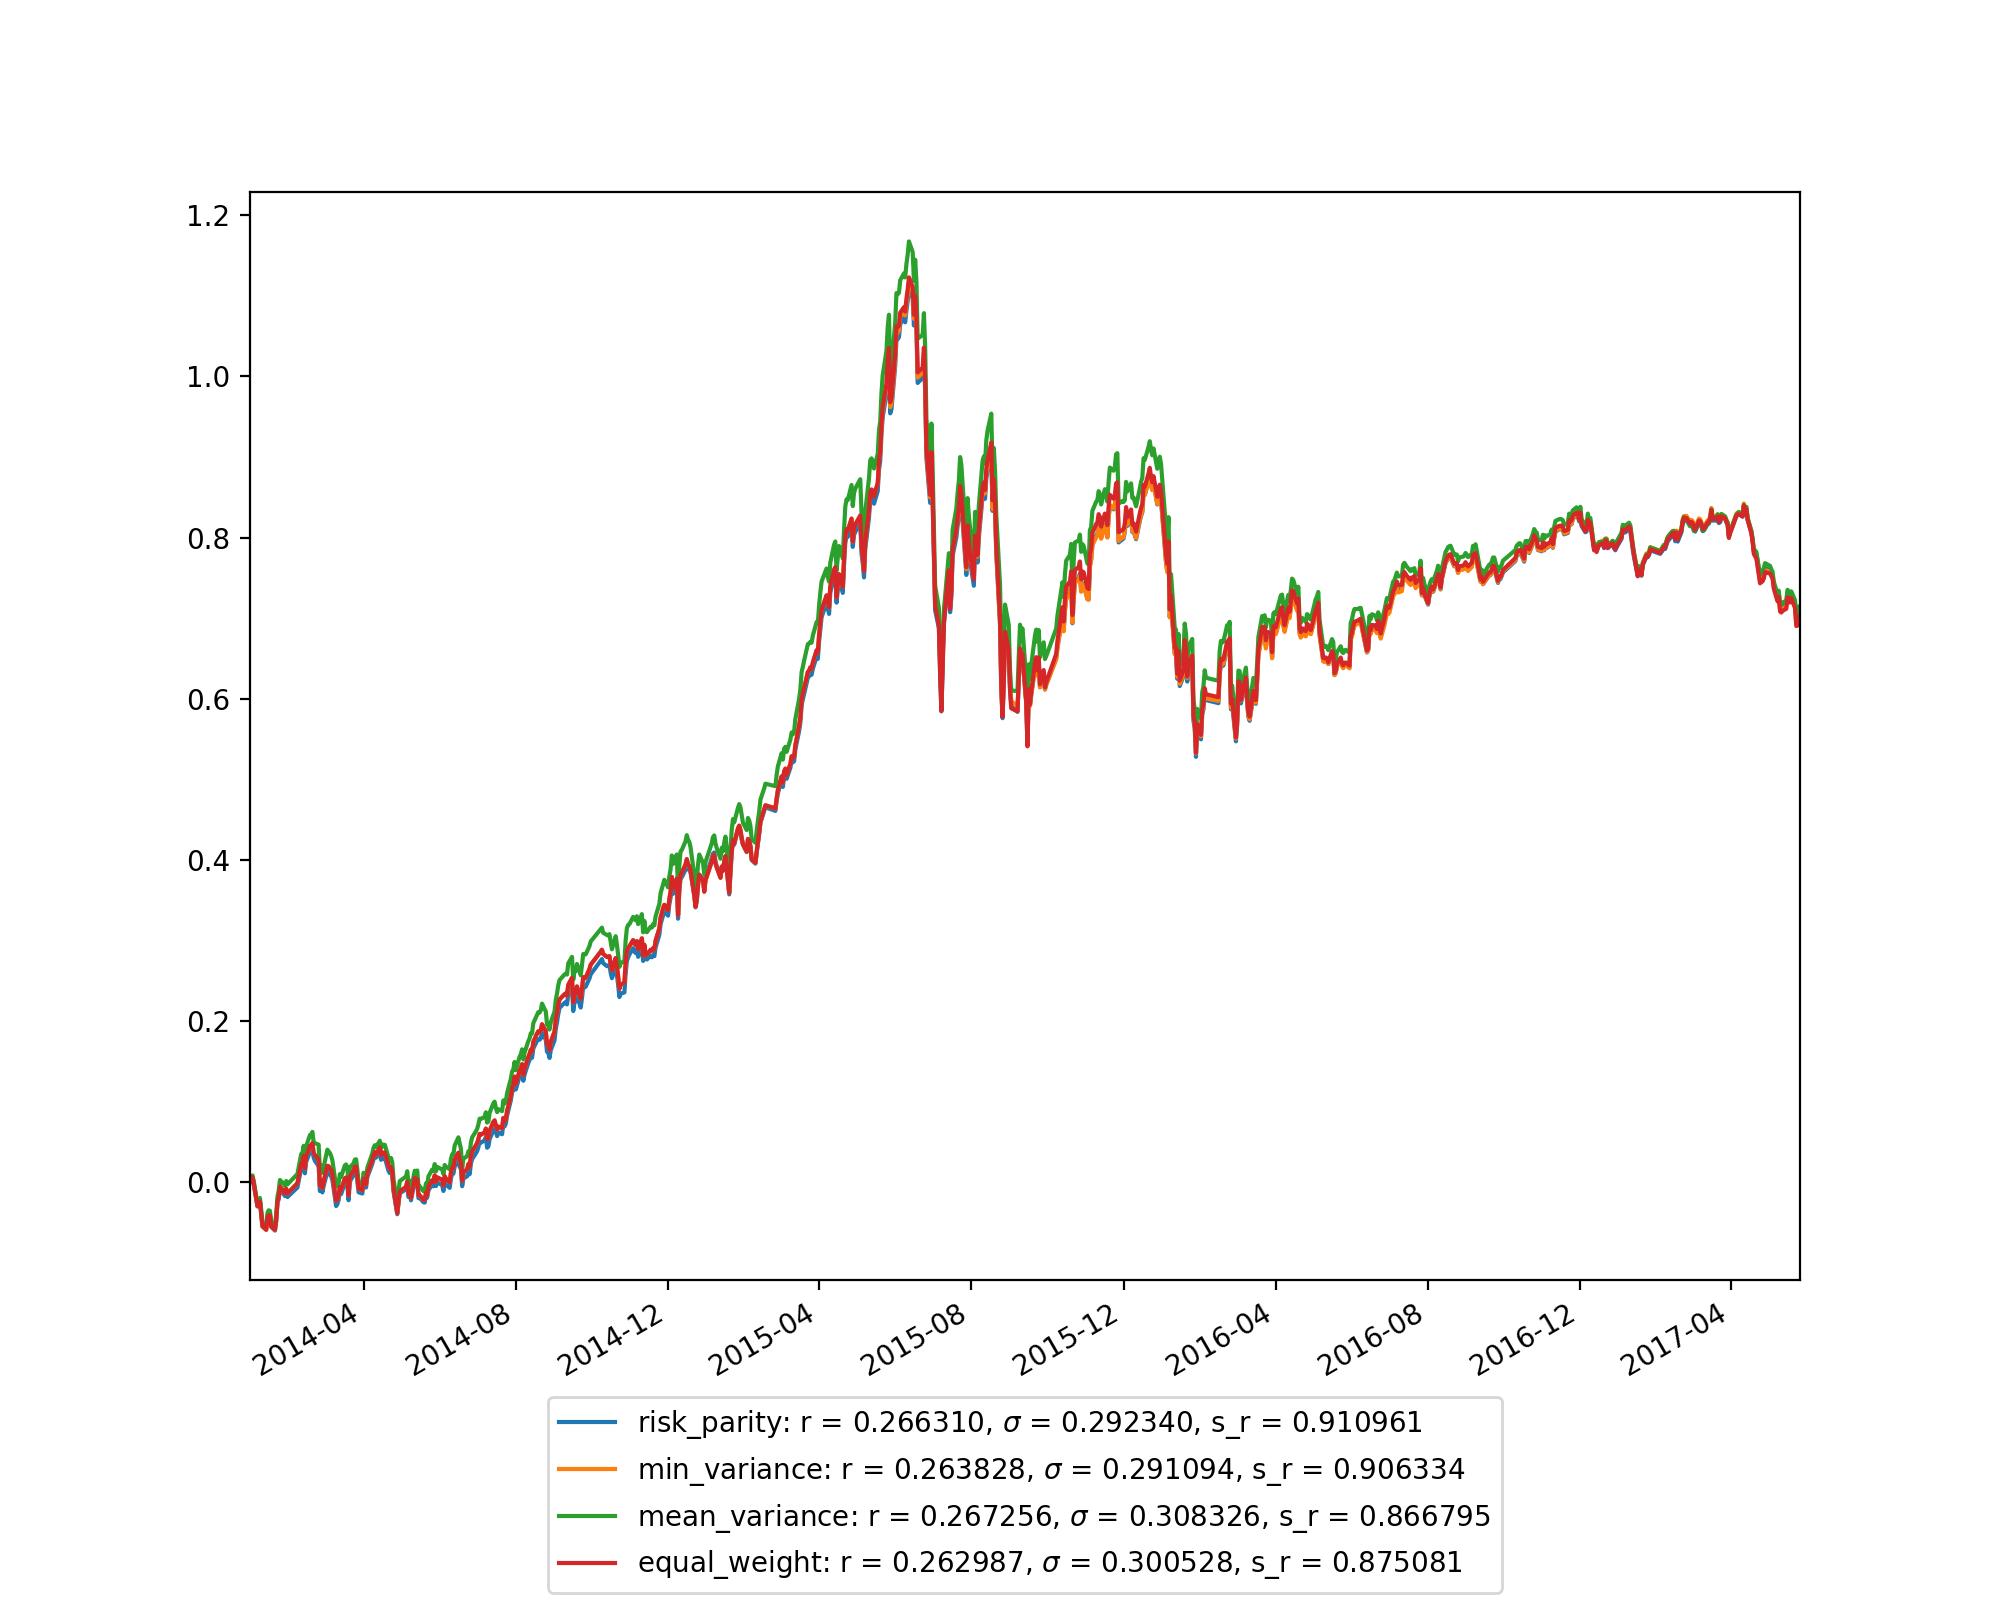 1.2
1.0
0.8
0.6
0.4
0.2
0.0
2014-04 2014-08 2014-12 2015-04 2015-08 2015-12 2016-04 2016-08 2016-12 2017-04
risk_parity: r = 0.266310, σ = 0.292340, s_r = 0.910961
min_variance: r = 0.263828, σ = 0.291094, s_r = 0.906334
mean_variance: r = 0.267256, σ = 0.308326, s_r = 0.866795
equal_weight: r = 0.262987, σ = 0.300528, s_r = 0.875081